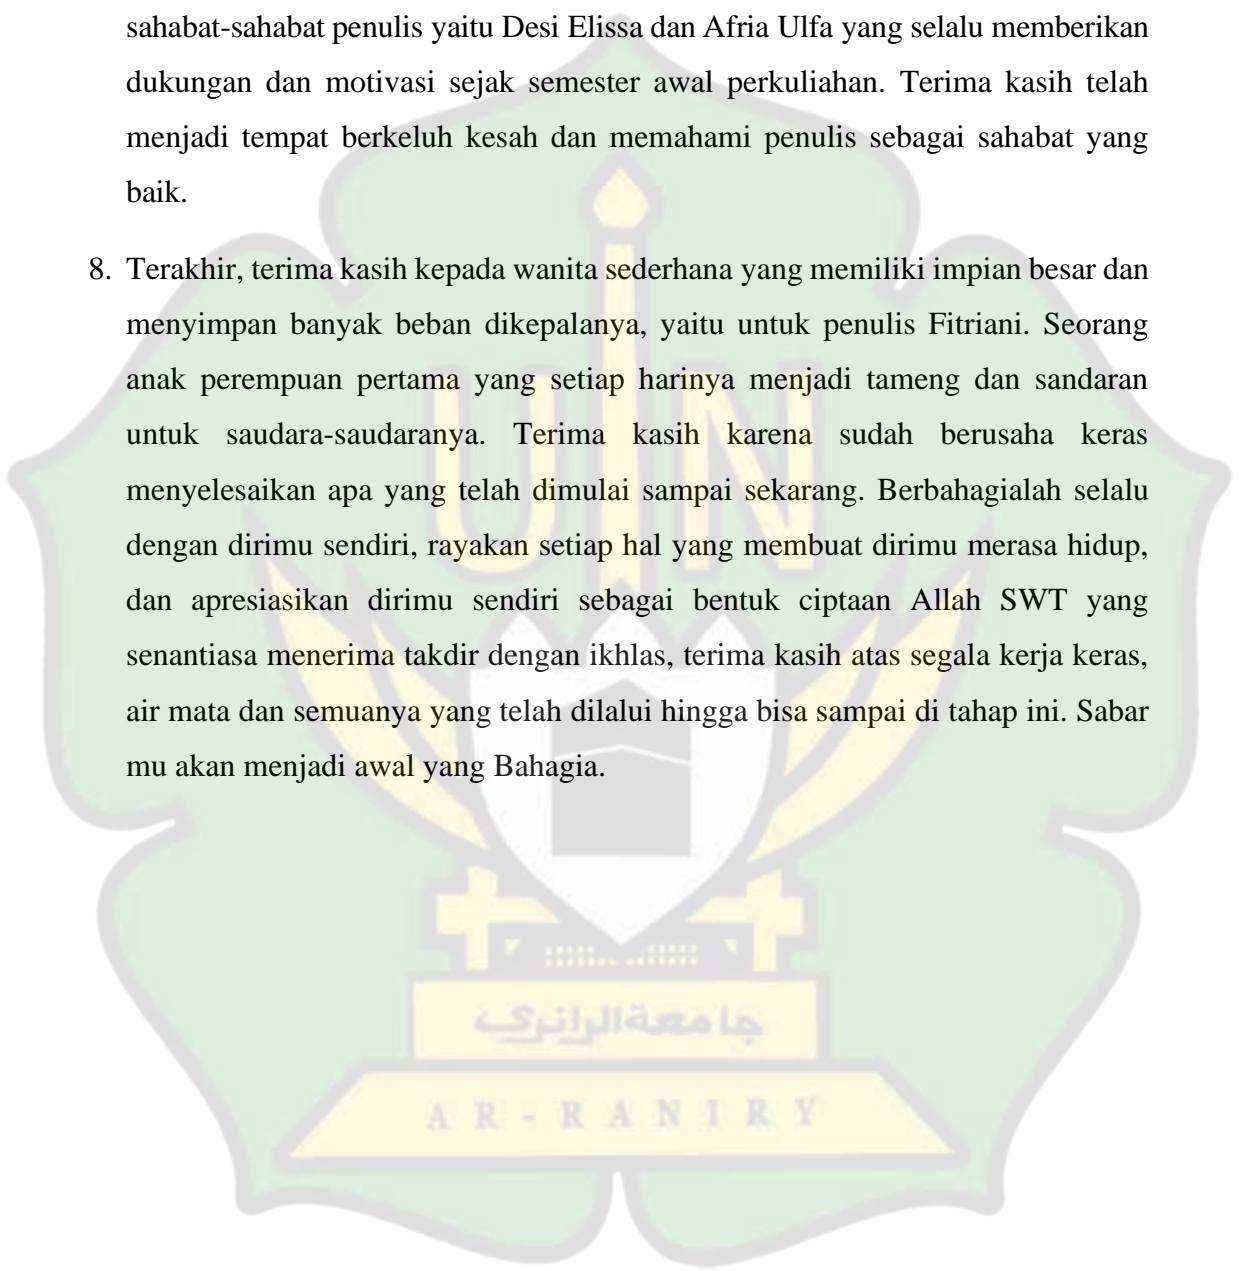 sahabat-sahabat penulis yaitu Desi Elissa dan Afria Ulfa yang selalu memberikan
dukungan dan motivasi sejak semester awal perkuliahan. Terima kasih telah
menjadi tempat berkeluh kesah dan memahami penulis sebagai sahabat yang
baik.
8. Terakhir, terima kasih kepada wanita sederhana yang memiliki impian besar dan
menyimpan banyak beban dikepalanya, yaitu untuk penulis Fitriani. Seorang
anak perempuan pertama yang setiap harinya menjadi tameng dan sandaran
untuk saudara-saudaranya. Terima kasih karena sudah berusaha keras
menyelesaikan apa yang telah dimulai sampai sekarang. Berbahagialah selalu
dengan dirimu sendiri, rayakan setiap hal yang membuat dirimu merasa hidup,
dan apresiasikan dirimu sendiri sebagai bentuk ciptaan Allah SWT yang
senantiasa menerima takdir dengan ikhlas, terima kasih atas segala kerja keras,
air mata dan semuanya yang telah dilalui hingga bisa sampai di tahap ini. Sabar
mu akan menjadi awal yang Bahagia.
UIN
جامعة الرانري
AR-RANIRY